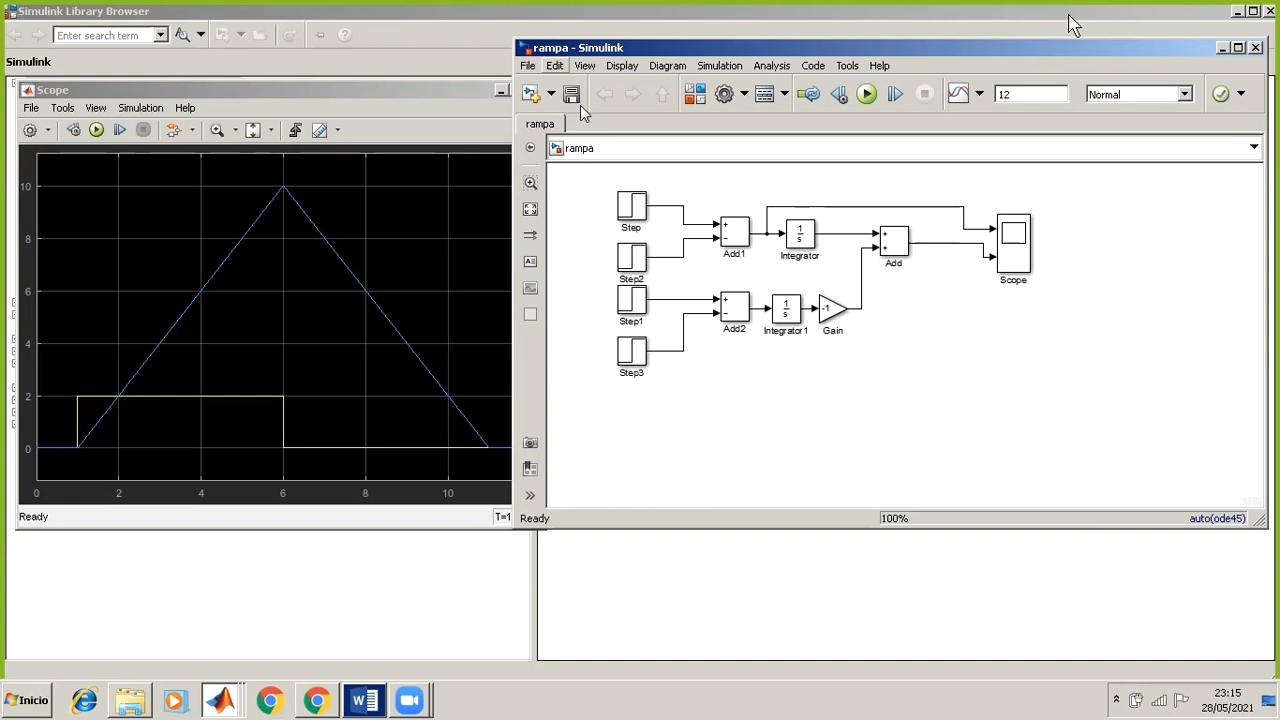 Simulink Library Browser
Enter search term
Simulink
Scope
File Tools View Simulation Help
10
8
6
4
2
0
0 2 4 6 8 10
Ready
T=1
rampa - Simulink
File Edit View Display Diagram Simulation Analysis Code Tools Help
12
Normal
rampa
rampa
Step
Step2
Step1
Step3
+
−
Add1
1
s
Integrator
+
+
Add
Scope
+
−
Add2
1
s
Integrator1
-1
Gain
Ready
100%
auto(ode45)
Inicio
23:15
28/05/2021